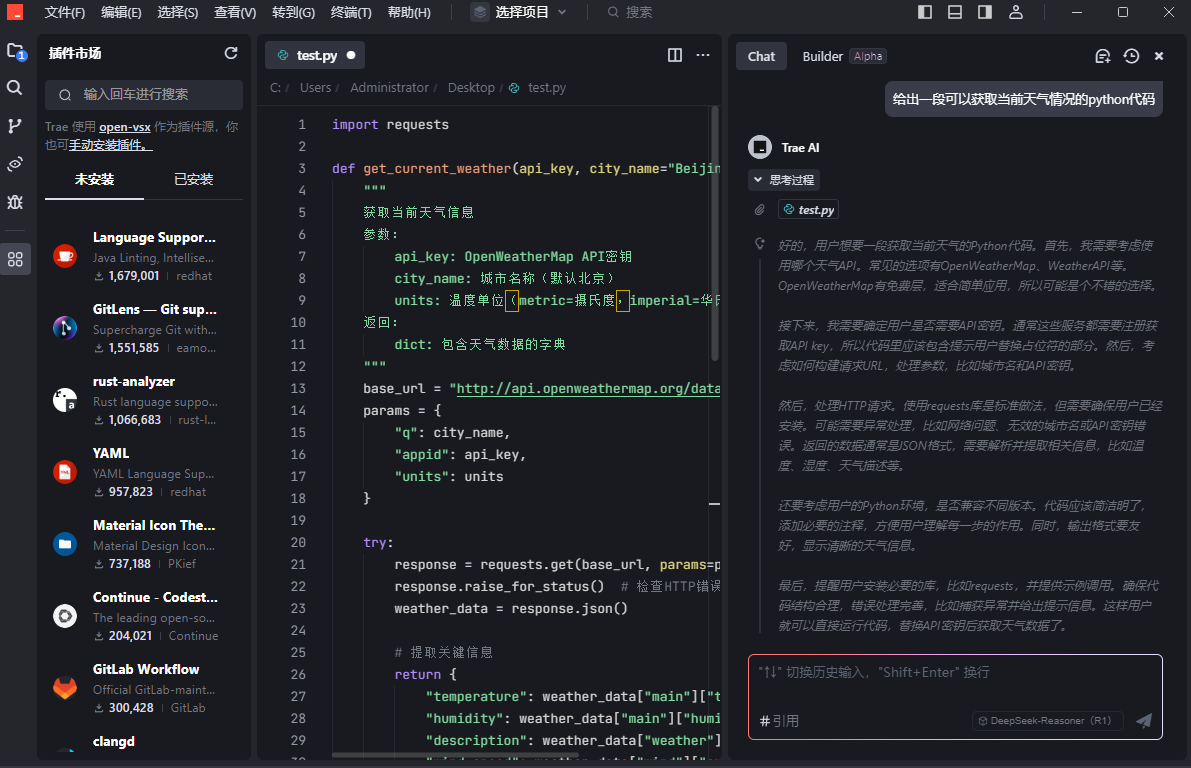 文件(F) 编辑(E) 选择(S) 查看(V) 转到(G) 终端(T) 帮助(H) 选择项目 搜索
1
插件市场
输入回车进行搜索
Trae 使用 open-vsx 作为插件源，你
也可手动安装插件。
未安装 已安装
Language Suppor...
Java Linting, Intellise...
1,679,001 redhat
GitLens — Git sup...
Supercharge Git with...
1,551,585 eamo...
rust-analyzer
Rust language suppo...
1,066,683 rust-l...
YAML
YAML Language Sup...
957,823 redhat
Material Icon The...
Material Design Icon...
737,188 PKief
Continue - Codest...
The leading open-so...
204,021 Continue
GitLab Workflow
Official GitLab-maint...
300,428 GitLab
clangd
test.py
C: / Users / Administrator / Desktop / test.py
1 import requests
2
3 def get_current_weather(api_key, city_name="Beijin
4 """
5 获取当前天气信息
6 参数:
7 api_key: OpenWeatherMap API密钥
8 city_name: 城市名称（默认北京）
9 units: 温度单位（metric=摄氏度，imperial=华氏
10 返回:
11 dict: 包含天气数据的字典
12 """
13 base_url = "http://api.openweathermap.org/data
14 params = {
15 "q": city_name,
16 "appid": api_key,
17 "units": units
18 }
19
20 try:
21 response = requests.get(base_url, params=p
22 response.raise_for_status() # 检查HTTP错误
23 weather_data = response.json()
24
25 # 提取关键信息
26 return {
27 "temperature": weather_data["main"]["t
28 "humidity": weather_data["main"]["humi
29 "description": weather_data["weather"]
30 "wind_speed": weather_data["wind"]["s
Chat Builder Alpha
给出一段可以获取当前天气情况的python代码
Trae AI
思考过程
test.py
好的，用户想要一段获取当前天气的Python代码。首先，我需要考虑使
用哪个天气API。常见的选项有OpenWeatherMap、WeatherAPI等。
OpenWeatherMap有免费层，适合简单应用，所以可能是个不错的选择。
接下来，我需要确定用户是否需要API密钥。通常这些服务都需要注册获
取API key，所以代码里应该包含提示用户替换占位符的部分。然后，考
虑如何构建请求URL，处理参数，比如城市名和API密钥。
然后，处理HTTP请求。使用requests库是标准做法，但需要确保用户已经
安装。可能需要异常处理，比如网络问题、无效的城市名或API密钥错
误。返回的数据通常是JSON格式，需要解析并提取相关信息，比如温
度、湿度、天气描述等。
还要考虑用户的Python环境，是否兼容不同版本。代码应该简洁明了，
添加必要的注释，方便用户理解每一步的作用。同时，输出格式要友
好，显示清晰的天气信息。
最后，提醒用户安装必要的库，比如requests，并提供示例调用。确保代
码结构合理，错误处理完善，比如捕获异常并给出提示信息。这样用户
就可以直接运行代码，替换API密钥后获取天气数据了。
"↑↓" 切换历史输入，"Shift+Enter" 换行
# 引用 DeepSeek-Reasoner（R1）